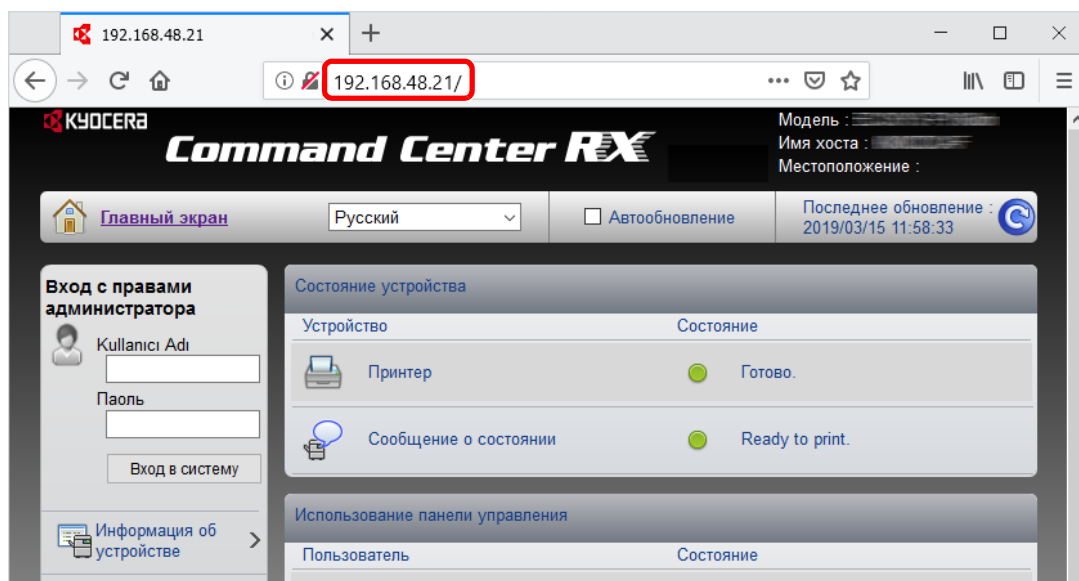 192.168.48.21
192.168.48.21/
KYOCERA
Command Center RX
Модель :
Имя хоста :
Местоположение :
Главный экран
Русский
Автообновление
Последнее обновление :
2019/03/15 11:58:33
Вход с правами
администратора
Kullanıcı Adı
Паоль
Вход в систему
Информация об
устройстве
Состояние устройства
Устройство Состояние
Принтер Готово.
Сообщение о состоянии Ready to print.
Использование панели управления
Пользователь Состояние